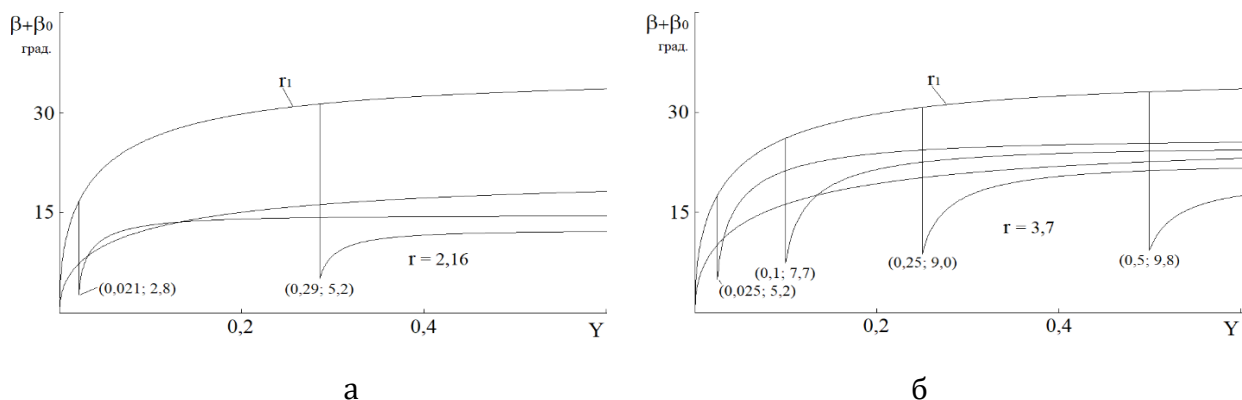 β+β0
град.
r1
30
15
r = 2,16
(0,021; 2,8)
(0,29; 5,2)
0,2
0,4
Y
а
β+β0
град.
r1
30
15
r = 3,7
(0,1; 7,7)
(0,25; 9,0)
(0,5; 9,8)
(0,025; 5,2)
0,2
0,4
Y
б